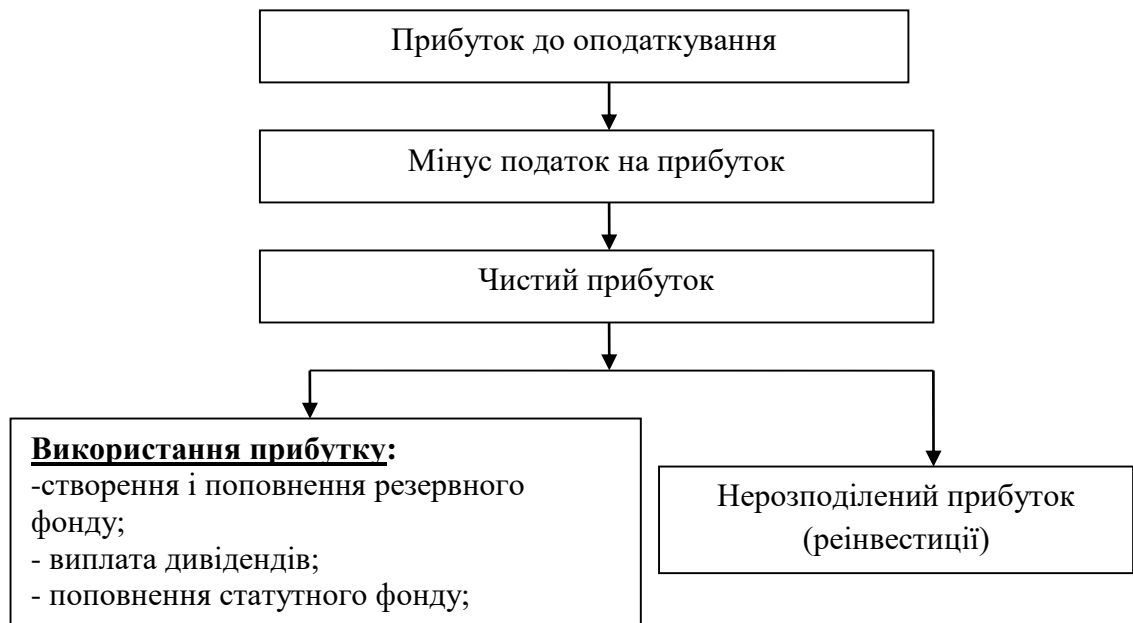 Прибуток до оподаткування
Мінус податок на прибуток
Чистий прибуток
Використання прибутку:
-створення і поповнення резервного
фонду;
- виплата дивідендів;
- поповнення статутного фонду;
Нерозподілений прибуток
(реінвестиції)